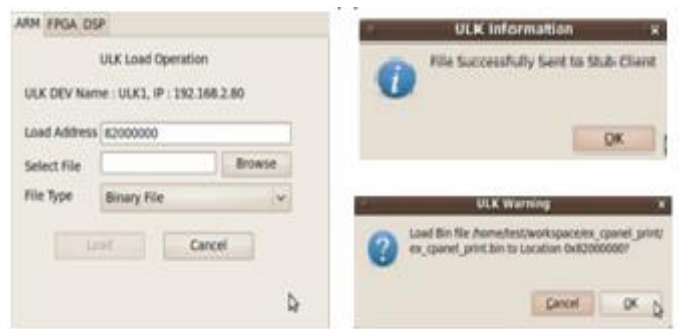 ARM FPGA DSP
ULK Load Operation
ULK DEV Name : ULK1, IP : 192.168.2.80
Load Address 82000000
Select File Browse
File Type Binary File
Load Cancel
ULK Information
File Successfully Sent to Stub Client
OK
ULK Warning
Load Bin file /home/test/workspace/ex_cpanel_print/
ex_cpanel_print.bin to Location 0x82000000?
Cancel OK